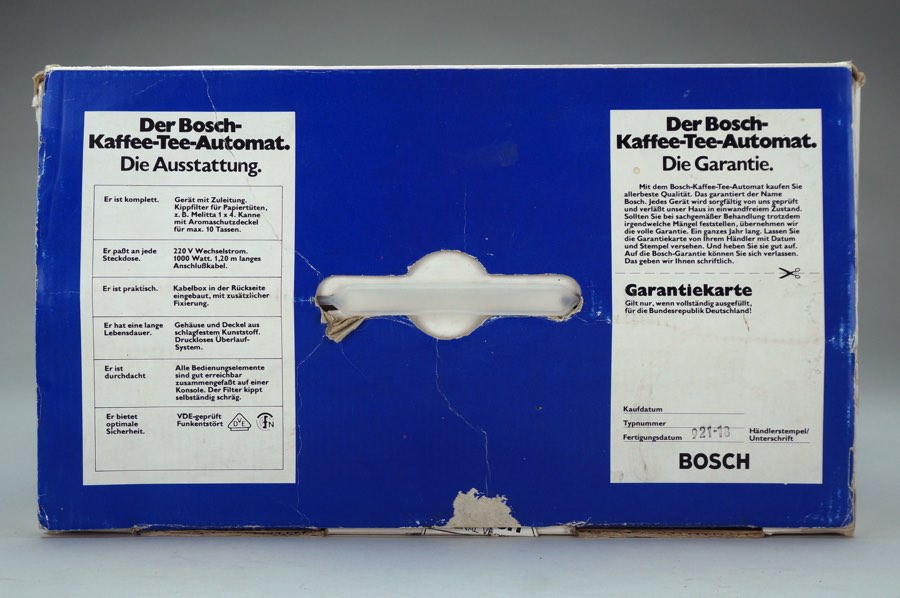 Der Bosch-
Kaffee-Tee-Automat.
Die Ausstattung.
Er ist komplett.
Gerät mit Zuleitung.
Kippfilter für Papiertüten,
z. B. Melitta 1 x 4. Kanne
mit Aromaschutzdeckel
für max. 10 Tassen.
Er paßt an jede
Steckdose.
220 V Wechselstrom.
1000 Watt. 1,20 m langes
Anschlußkabel.
Er ist praktisch.
Kabelbox in der Rückseite
eingebaut, mit zusätzlicher
Fixierung.
Er hat eine lange
Lebensdauer.
Gehäuse und Deckel aus
schlagfestem Kunststoff.
Druckloses Überlauf-
System.
Er ist
durchdacht
Alle Bedienungselemente
sind gut erreichbar
zusammengefaßt auf einer
Konsole. Der Filter kippt
selbständig schräg.
Er bietet
optimale
Sicherheit.
VDE-geprüft
Funkentstört
VDE
FN
Der Bosch-
Kaffee-Tee-Automat.
Die Garantie.
Mit dem Bosch-Kaffee-Tee-Automat kaufen Sie
allerbeste Qualität. Das garantiert der Name
Bosch. Jedes Gerät wird sorgfältig von uns geprüft
und verläßt unser Haus in einwandfreiem Zustand.
Sollten Sie bei sachgemäßer Behandlung trotzdem
irgendwelche Mängel feststellen, übernehmen wir
die volle Garantie. Ein ganzes Jahr lang. Lassen Sie
die Garantiekarte von Ihrem Händler mit Datum
und Stempel versehen. Und heben Sie sie gut auf.
Auf die Bosch-Garantie können Sie sich verlassen.
Das geben wir Ihnen schriftlich.
Garantiekarte
Gilt nur, wenn vollständig ausgefüllt,
für die Bundesrepublik Deutschland!
Kaufdatum
Typnummer
Fertigungsdatum 921-18
Händlerstempel/
Unterschrift
BOSCH